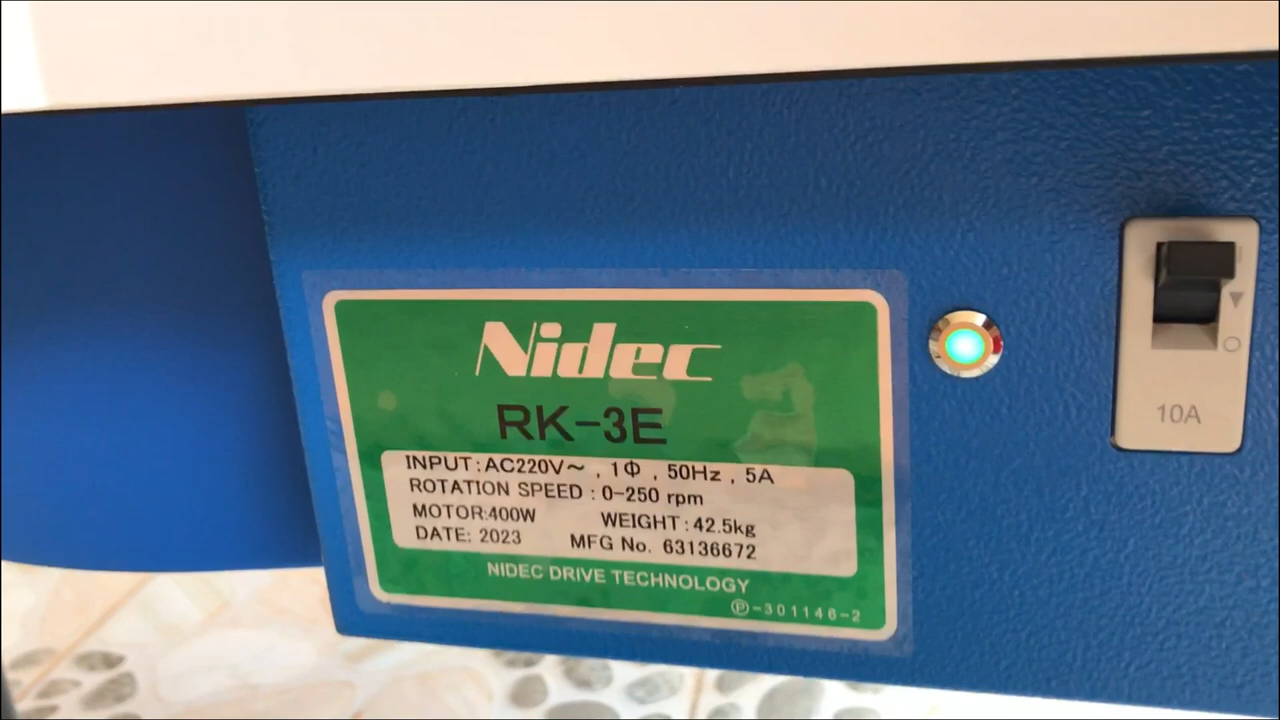 Nidec
RK-3E
INPUT:AC220V～, 1Φ, 50Hz, 5A
ROTATION SPEED : 0-250 rpm
MOTOR:400W WEIGHT:42.5kg
DATE: 2023 MFG No. 63136672
NIDEC DRIVE TECHNOLOGY
Ⓟ-301146-2
10A